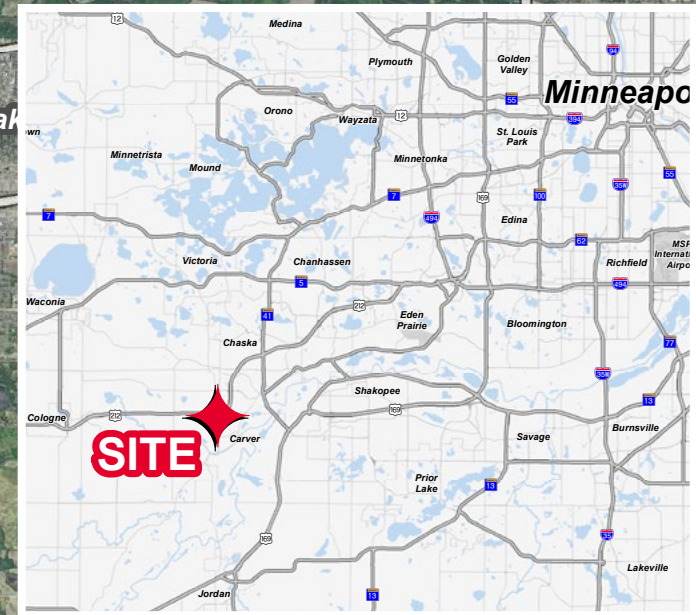 12
Medina
Plymouth
Golden
Valley
94
55
Minneapo
Orono
Wayzata
12
394
ak
wn
Minnetrista
Mound
Minnetonka
St. Louis
Park
7
169
100
35W
55
7
494
Edina
62
MSP
Internati
Airpo
Victoria
Chanhassen
5
Richfield
494
Waconia
212
41
Eden
Prairie
Bloomington
77
Chaska
35W
Shakopee
13
Cologne
212
169
Burnsville
SITE
Carver
Savage
Prior
Lake
13
169
35
Lakeville
Jordan
13